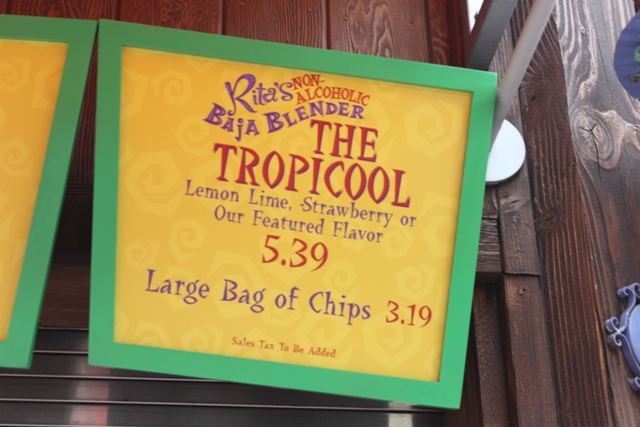 Rita's NON-ALCOHOLIC
BAJA BLENDER
THE
TROPICOOL
Lemon Lime, Strawberry or
Our Featured Flavor
5.39
Large Bag of Chips 3.19
Sales Tax To Be Added